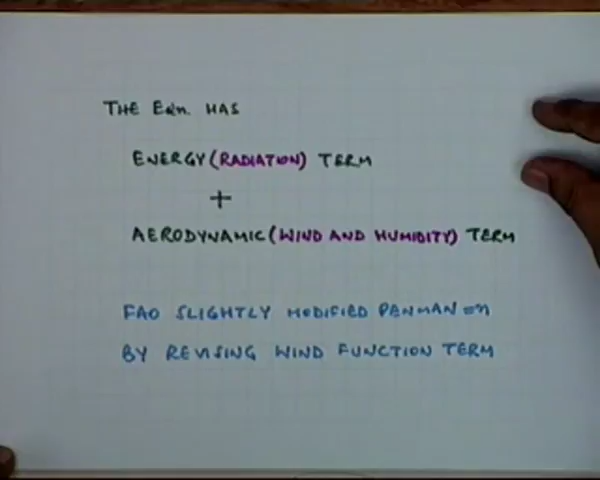 THE EQN. HAS
ENERGY (RADIATION) TERM
+
AERODYNAMIC (WIND AND HUMIDITY) TERM
FAO SLIGHTLY MODIFIED PENMAN eqn
BY REVISING WIND FUNCTION TERM